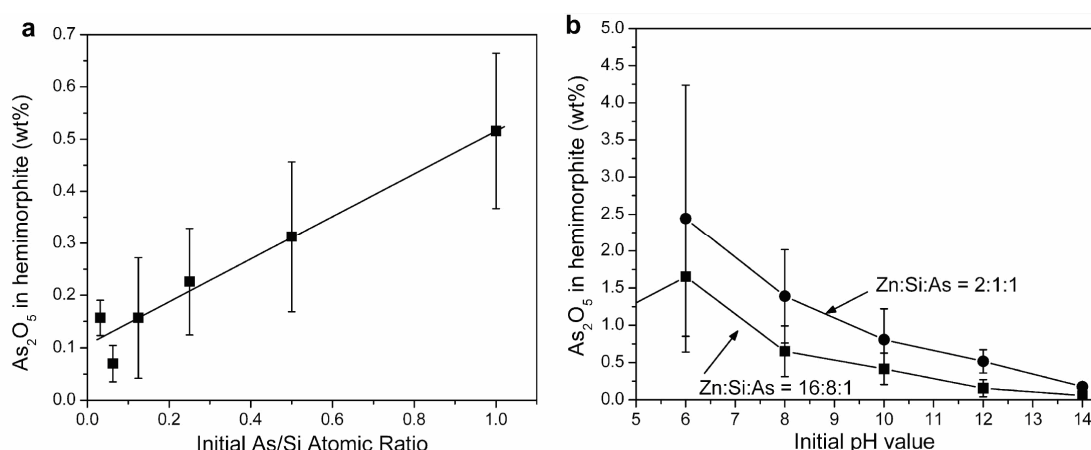 a
0.7
0.6
0.5
0.4
0.3
0.2
0.1
0.0
As2O5 in hemimorphite (wt%)
0.0 0.2 0.4 0.6 0.8 1.0
Initial As/Si Atomic Ratio
b
5.0
4.5
4.0
3.5
3.0
2.5
2.0
1.5
1.0
0.5
0.0
As2O5 in hemimorphite (wt%)
Zn:Si:As = 2:1:1
Zn:Si:As = 16:8:1
5 6 7 8 9 10 11 12 13 14
Initial pH value